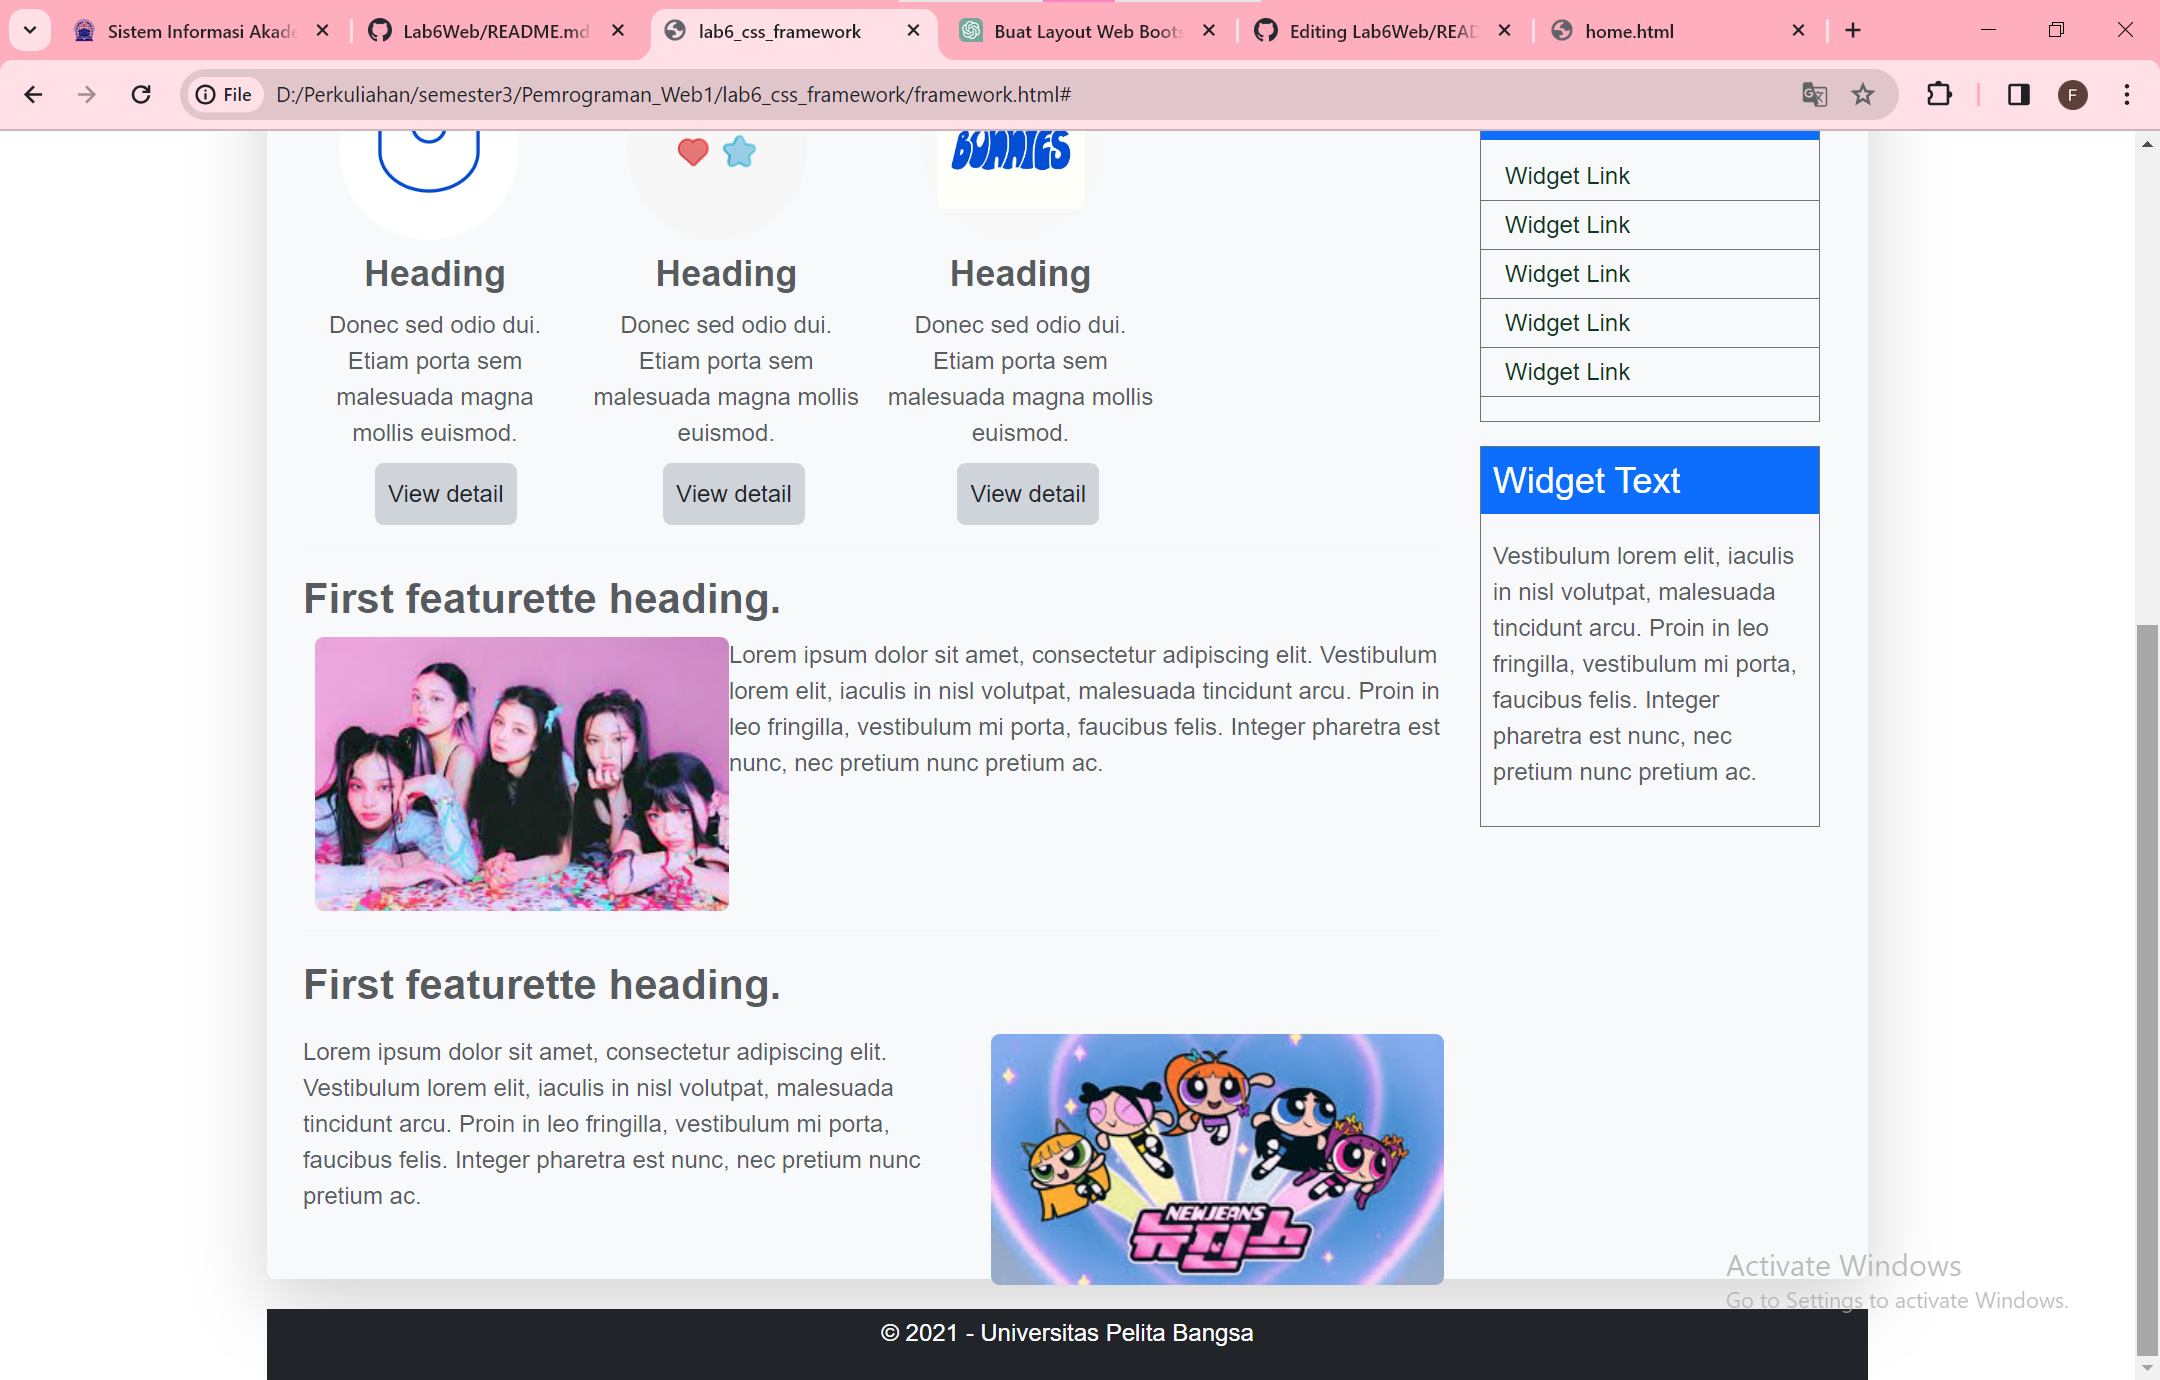 Sistem Informasi Akade
Lab6Web/README.md
lab6_css_framework
Buat Layout Web Boots
Editing Lab6Web/READ
home.html
File
D:/Perkuliahan/semester3/Pemrograman_Web1/lab6_css_framework/framework.html#
F
BUNNIES
Heading
Donec sed odio dui.
Etiam porta sem
malesuada magna
mollis euismod.
View detail
Heading
Donec sed odio dui.
Etiam porta sem
malesuada magna mollis
euismod.
View detail
Heading
Donec sed odio dui.
Etiam porta sem
malesuada magna mollis
euismod.
View detail
First featurette heading.
Lorem ipsum dolor sit amet, consectetur adipiscing elit. Vestibulum
lorem elit, iaculis in nisl volutpat, malesuada tincidunt arcu. Proin in
leo fringilla, vestibulum mi porta, faucibus felis. Integer pharetra est
nunc, nec pretium nunc pretium ac.
First featurette heading.
Lorem ipsum dolor sit amet, consectetur adipiscing elit.
Vestibulum lorem elit, iaculis in nisl volutpat, malesuada
tincidunt arcu. Proin in leo fringilla, vestibulum mi porta,
faucibus felis. Integer pharetra est nunc, nec pretium nunc
pretium ac.
NEWJEANS
뉴진스
Widget Link
Widget Link
Widget Link
Widget Link
Widget Link
Widget Text
Vestibulum lorem elit, iaculis
in nisl volutpat, malesuada
tincidunt arcu. Proin in leo
fringilla, vestibulum mi porta,
faucibus felis. Integer
pharetra est nunc, nec
pretium nunc pretium ac.
Activate Windows
Go to Settings to activate Windows.
© 2021 - Universitas Pelita Bangsa